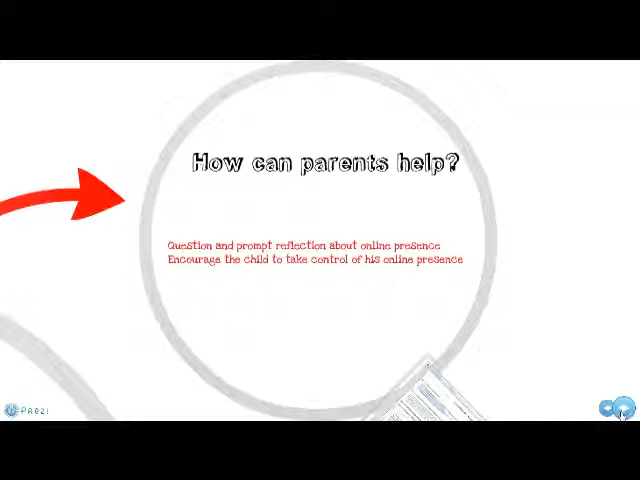 How can parents help?
Question and prompt reflection about online presence
Encourage the child to take control of his online presence
Prezi